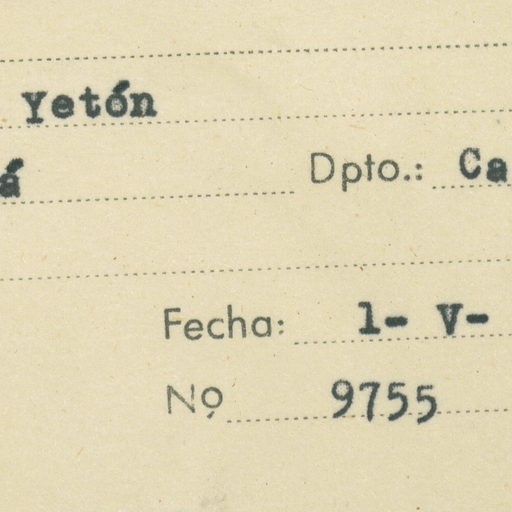 Yetón
á Dpto.: Ca
Fecha: 1- V-
Nº 9755